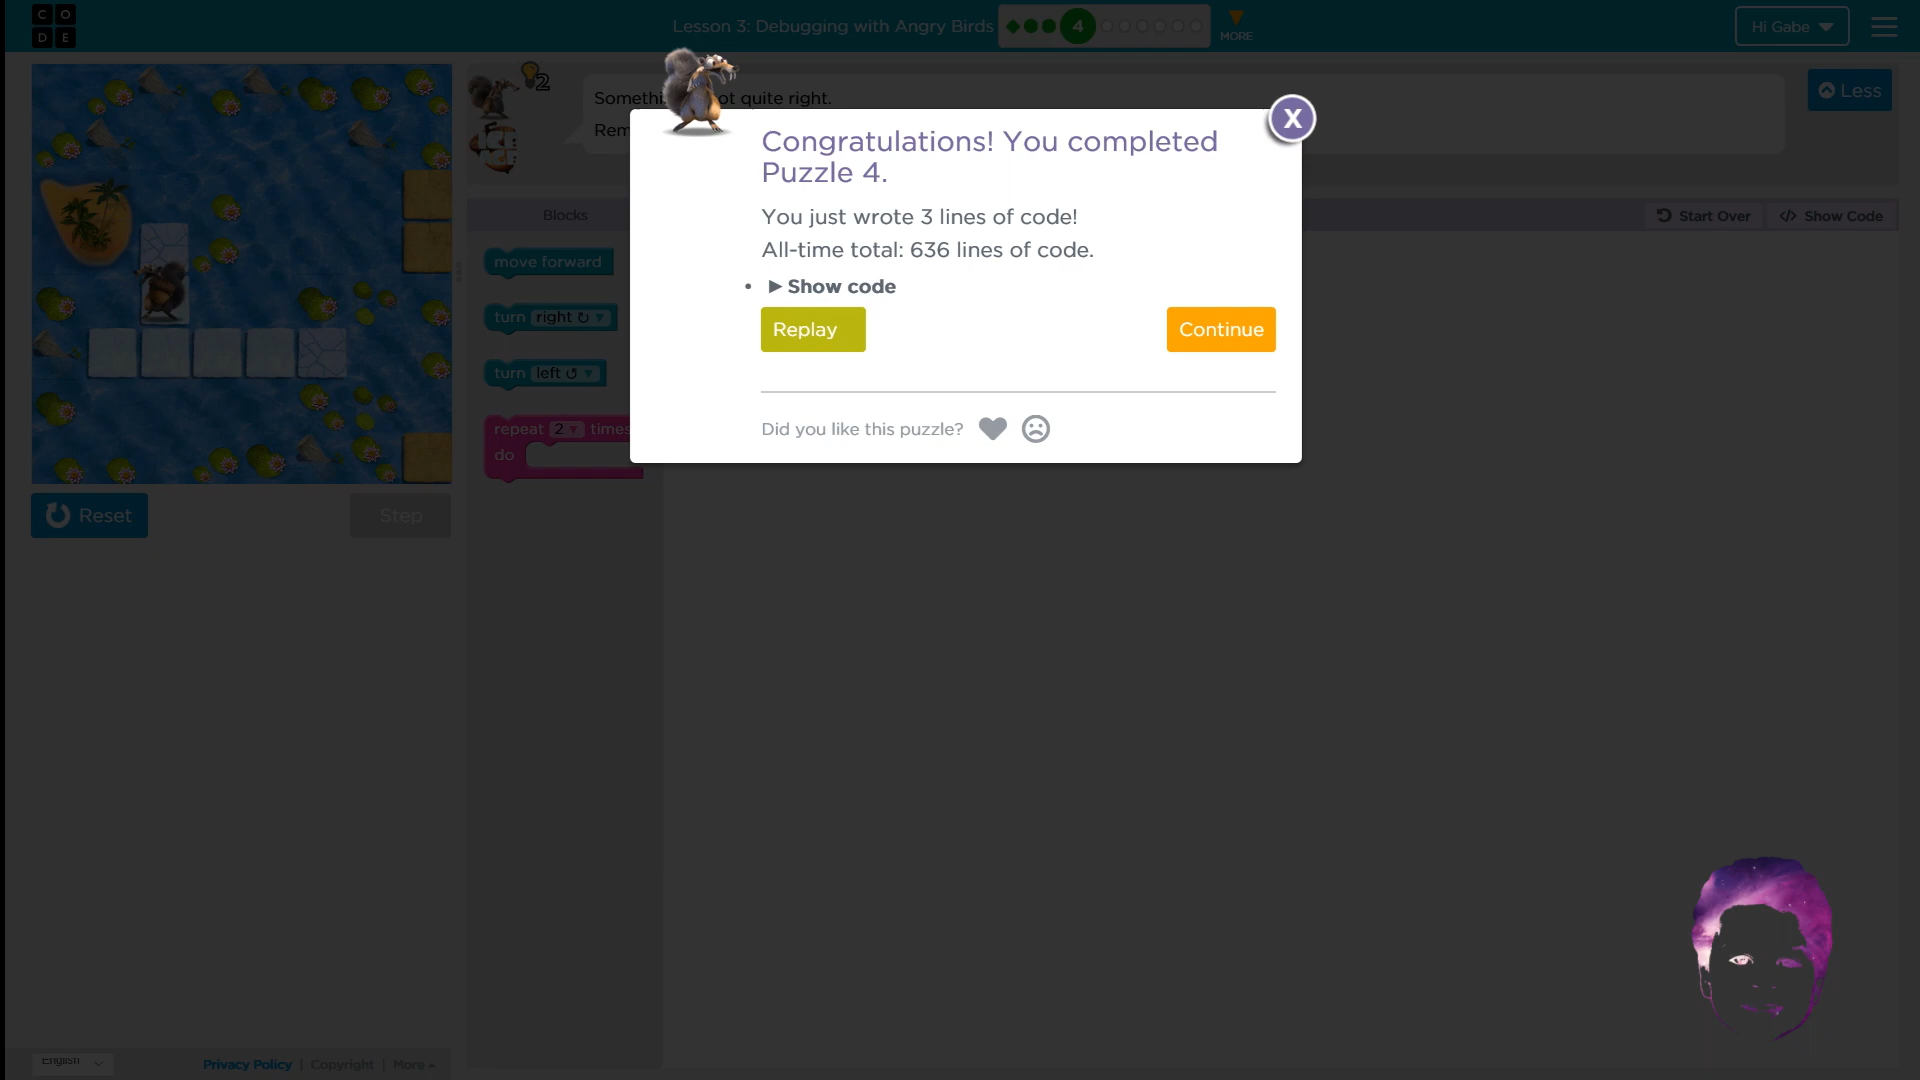 C O
D E
Lesson 3: Debugging with Angry Birds
4
MORE
Hi Gabe
2
Somethi ot quite right.
Rem
Less
X
Congratulations! You completed
Puzzle 4.
You just wrote 3 lines of code!
All-time total: 636 lines of code.
• ▶ Show code
Replay
Continue
Did you like this puzzle?
Blocks
Start Over
</> Show Code
move forward
turn right ↻ ▼
turn left ↺ ▼
repeat 2 ▼ times
do
Reset
Step
English
Privacy Policy | Copyright | More